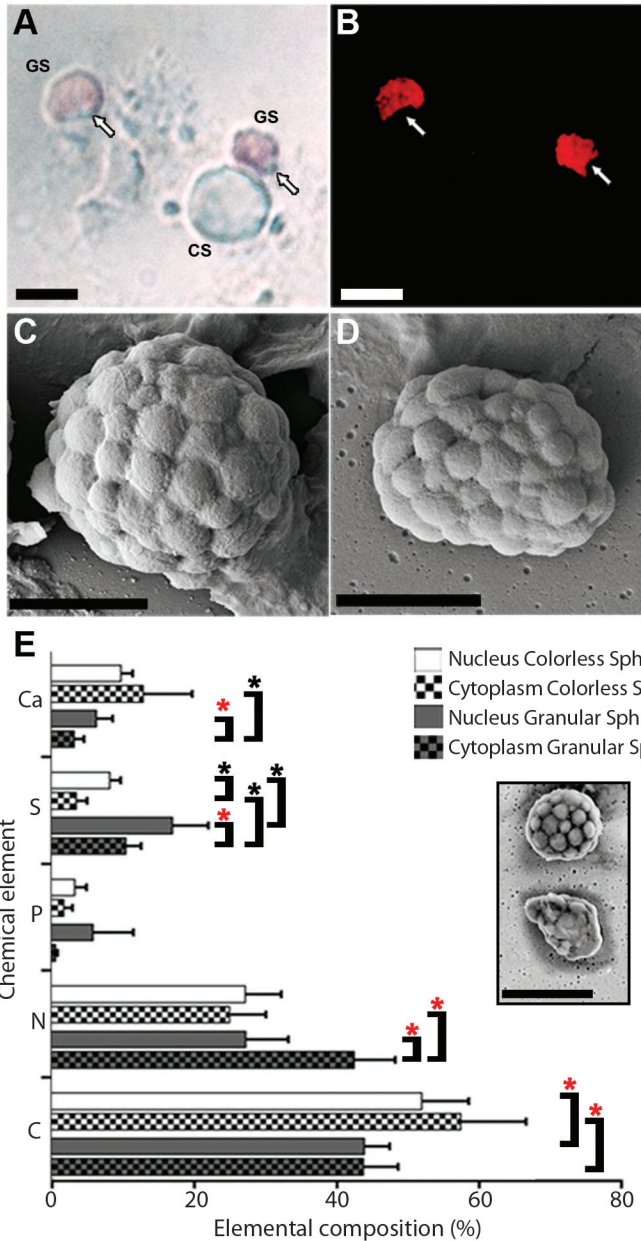 A
B
GS
GS
CS
C
D
E
Nucleus Colorless Sph
Cytoplasm Colorless S
Nucleus Granular Sph
Cytoplasm Granular Sp
Ca
S
P
N
C
Chemical element
* *
* * * *
* *
* *
0 20 40 60 80
Elemental composition (%)